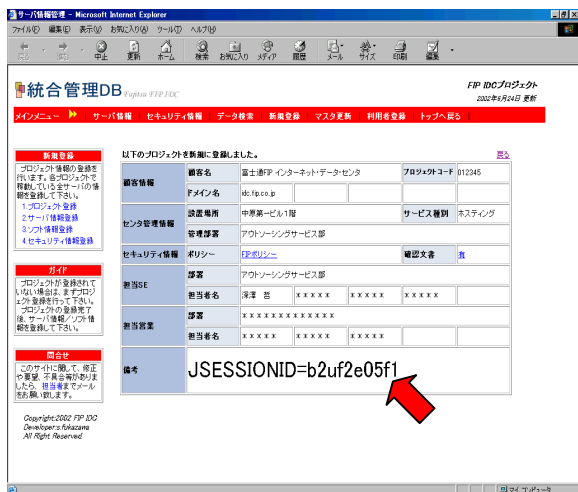 サーバ情報管理 - Microsoft Internet Explorer
ファイル(F) 編集(E) 表示(V) お気に入り(A) ツール(T) ヘルプ(H)
戻る 進む 中止 更新 ホーム 検索 お気に入り メディア 履歴 メール サイズ 印刷 編集
統合管理DB Fujitsu FIP IDC
FIP IDCプロジェクト
2002年6月24日 更新
メインメニュー サーバ情報 セキュリティ情報 データ検索 新規登録 マスタ更新 利用者登録 トップへ戻る
新規登録
プロジェクト情報の登録を
行います。各プロジェクトで
稼動している全サーバの情
報を登録して下さい。
1.プロジェクト登録
2.サーバ情報登録
3.ソフト情報登録
4.セキュリティ情報登録
ガイド
プロジェクトが登録されて
いない場合は、まずプロジ
ェクト登録を行って下さい。
プロジェクトの登録完了
後、サーバ情報/ソフト情
報を登録して下さい。
問合せ
このサイトに関して、修正
や要望、不具合等がありま
したら、担当者までメール
をお願い致します。
Copyright2002 FIP IDC
Developer:s.fukazawa
All Right Reserved
以下のプロジェクトを新規に登録しました。 戻る
顧客情報 顧客名 富士通FIP インターネット・データ・センタ プロジェクトコード 012345
ドメイン名 idc.fip.co.jp
センタ管理情報 設置場所 中原第一ビル1階 サービス種別 ホスティング
管理部署 アウトソーシングサービス部
セキュリティ情報 ポリシー FIPポリシー 確認文書 有
担当SE 部署 アウトソーシングサービス部
担当者名 深澤 哲 xxxxx xxxxx xxxxx
担当営業 部署 xxxxxxxxxxxxx
担当者名 xxxx xxxxx xxxxx
備考 JSESSIONID=b2uf2e05f1